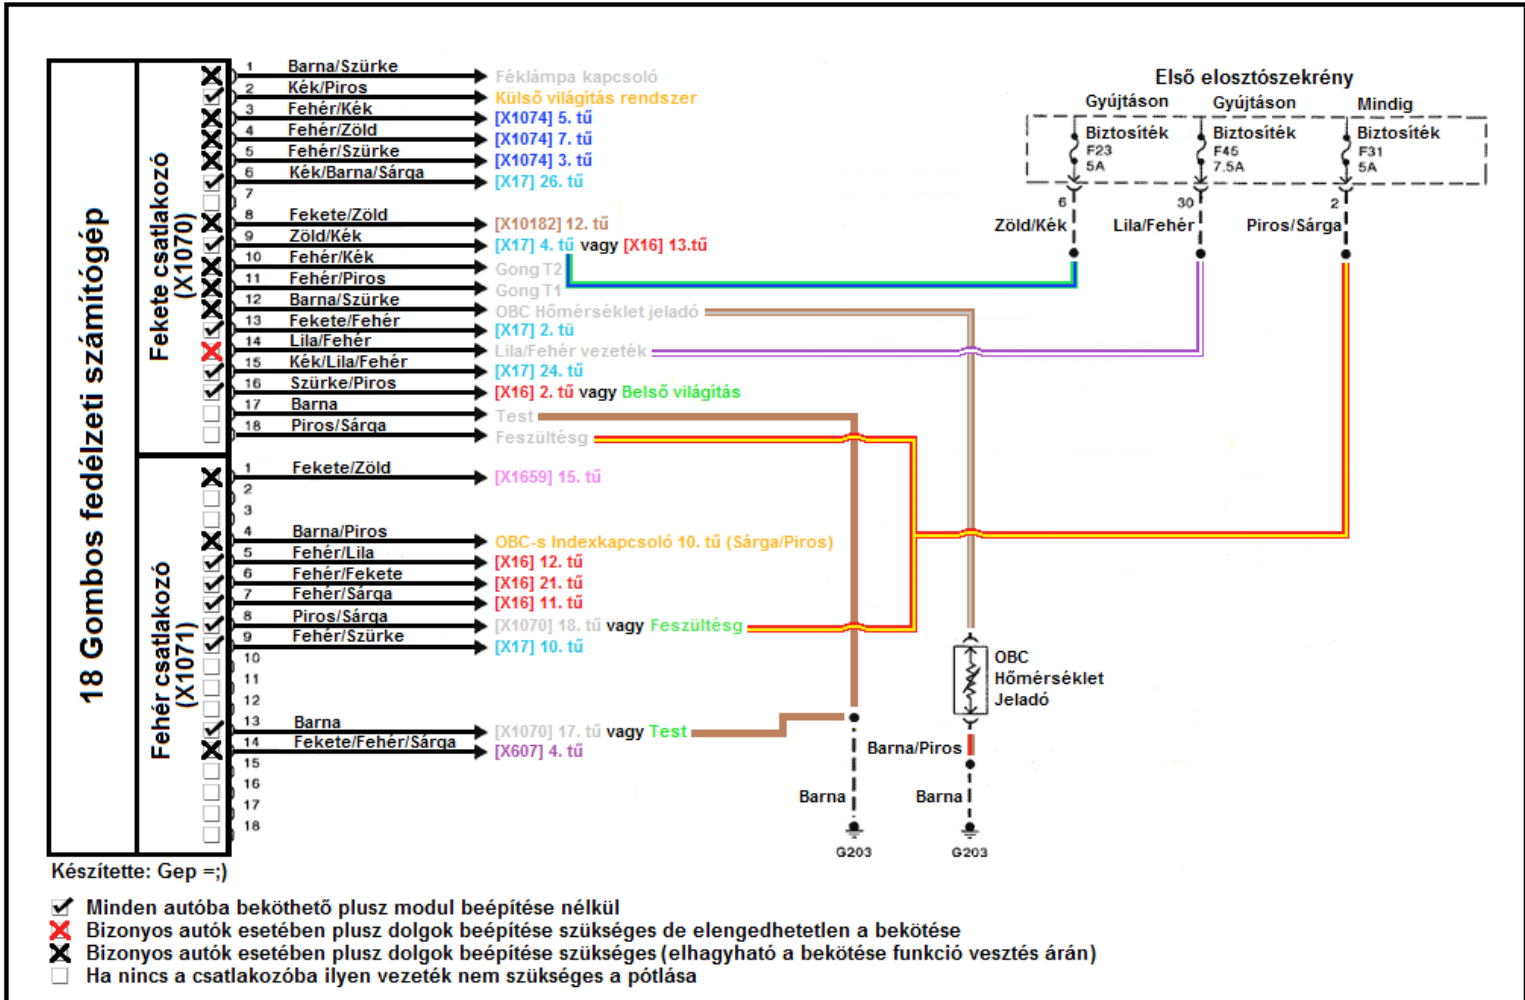 18 Gombos fedélzeti számítógép
Fekete csatlakozó
(X1070)
1 Barna/Szürke Féklámpa kapcsoló
2 Kék/Piros Külső világítás rendszer
3 Fehér/Kék [X1074] 5. tű
4 Fehér/Zöld [X1074] 7. tű
5 Fehér/Szürke [X1074] 3. tű
6 Kék/Barna/Sárga [X17] 26. tű
7
8 Fekete/Zöld [X10182] 12. tű
9 Zöld/Kék [X17] 4. tű vagy [X16] 13.tű
10 Fehér/Kék Gong T2
11 Fehér/Piros Gong T1
12 Barna/Szürke OBC Hőmérséklet jeladó
13 Fekete/Fehér [X17] 2. tü
14 Lila/Fehér Lila/Fehér vezeték
15 Kék/Lila/Fehér [X17] 24. tű
16 Szürke/Piros [X16] 2. tű vagy Belső világítás
17 Barna Test
18 Piros/Sárga Feszültésg
Fehér csatlakozó
(X1071)
1 Fekete/Zöld [X1659] 15. tű
2
3
4 Barna/Piros OBC-s Indexkapcsoló 10. tű (Sárga/Piros)
5 Fehér/Lila [X16] 12. tű
6 Fehér/Fekete [X16] 21. tű
7 Fehér/Sárga [X16] 11. tű
8 Piros/Sárga [X1070] 18. tű vagy Feszültésg
9 Fehér/Szürke [X17] 10. tű
10
11
12
13 Barna [X1070] 17. tű vagy Test
14 Fekete/Fehér/Sárga [X607] 4. tű
15
16
17
18
Első elosztószekrény
Gyújtáson Gyújtáson Mindig
Biztosíték Biztosíték Biztosíték
F23 F45 F31
5A 7.5A 5A
6 30 2
Zöld/Kék Lila/Fehér Piros/Sárga
OBC
Hőmérséklet
Jeladó
Barna/Piros
Barna Barna
G203 G203
Készítette: Gep =;)
Minden autóba beköthető plusz modul beépítése nélkül
Bizonyos autók esetében plusz dolgok beépítése szükséges de elengedhetetlen a bekötése
Bizonyos autók esetében plusz dolgok beépítése szükséges (elhagyható a bekötése funkció vesztés árán)
Ha nincs a csatlakozóba ilyen vezeték nem szükséges a pótlása